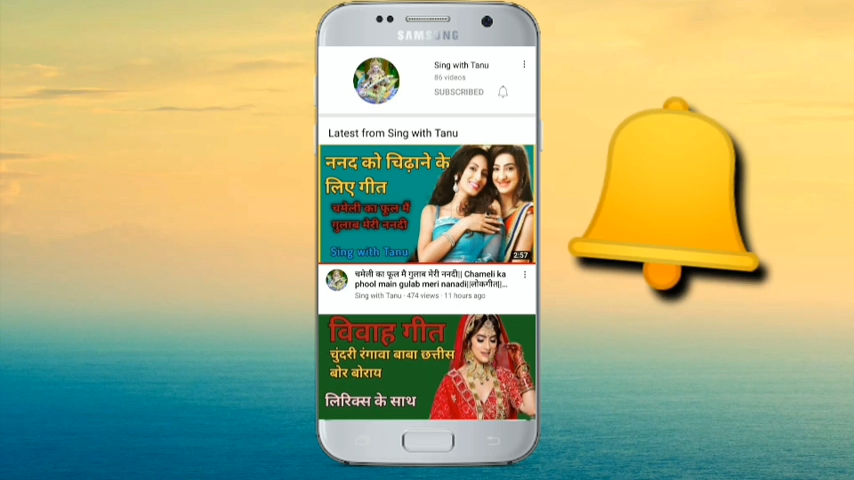 SAMSUNG
Sing with Tanu
86 videos
SUBSCRIBED
Latest from Sing with Tanu
ननद को चिढ़ाने के
लिए गीत
चमेली का फूल मैं
गुलाब मेरी ननदी
Sing with Tanu
2:57
चमेली का फूल मै गुलाब मेरी ननदी|| Chameli ka
phool main gulab meri nanadi||लोकगीत||...
Sing with Tanu · 474 views · 11 hours ago
विवाह गीत
चुंदरी रंगावा बाबा छत्तीस
बोर बोराय
लिरिक्स के साथ